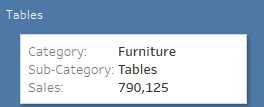 Tables
Category: Furniture
Sub-Category: Tables
Sales: 790,125